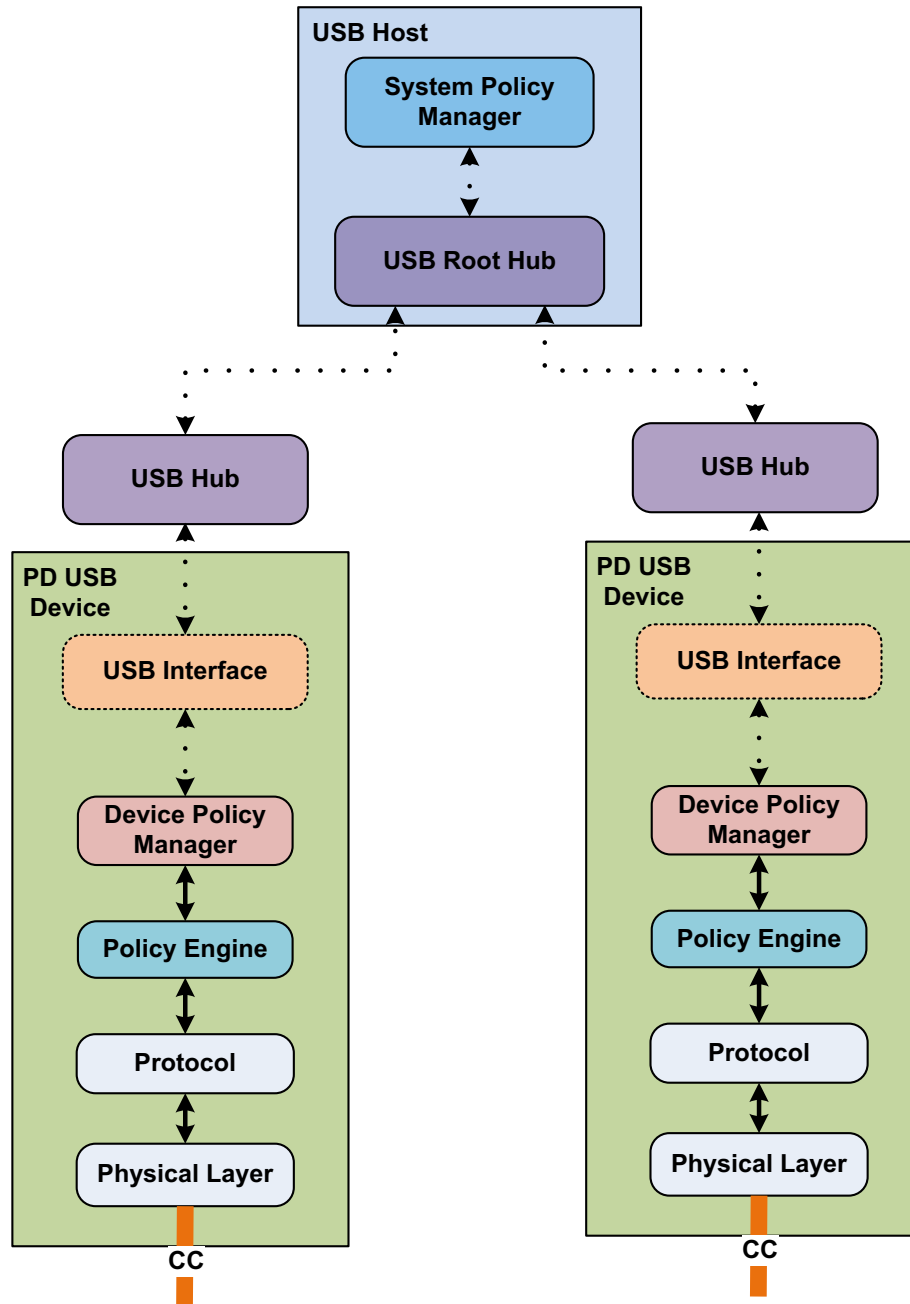 USB Host
System Policy
Manager
USB Root Hub
USB Hub
PD USB
Device
USB Interface
Device Policy
Manager
Policy Engine
Protocol
Physical Layer
CC
USB Hub
PD USB
Device
USB Interface
Device Policy
Manager
Policy Engine
Protocol
Physical Layer
CC